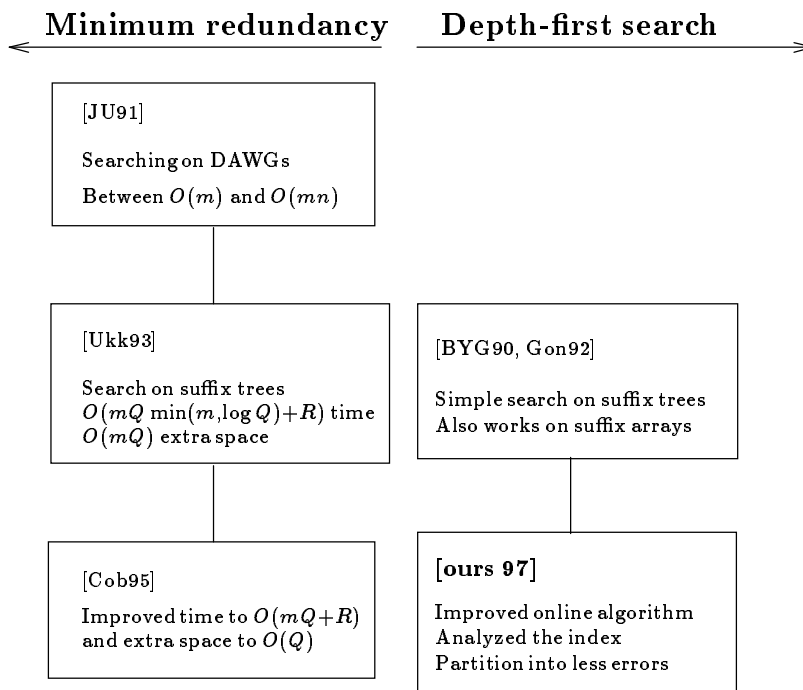 Minimum redundancy
Depth-first search
[JU91]
Searching on DAWGs
Between O(m) and O(mn)
[Ukk93]
Search on suffix trees
O(mQ min(m,log Q)+R) time
O(mQ) extra space
[BYG90, Gon92]
Simple search on suffix trees
Also works on suffix arrays
[Cob95]
Improved time to O(mQ+R)
and extra space to O(Q)
[ours 97]
Improved online algorithm
Analyzed the index
Partition into less errors